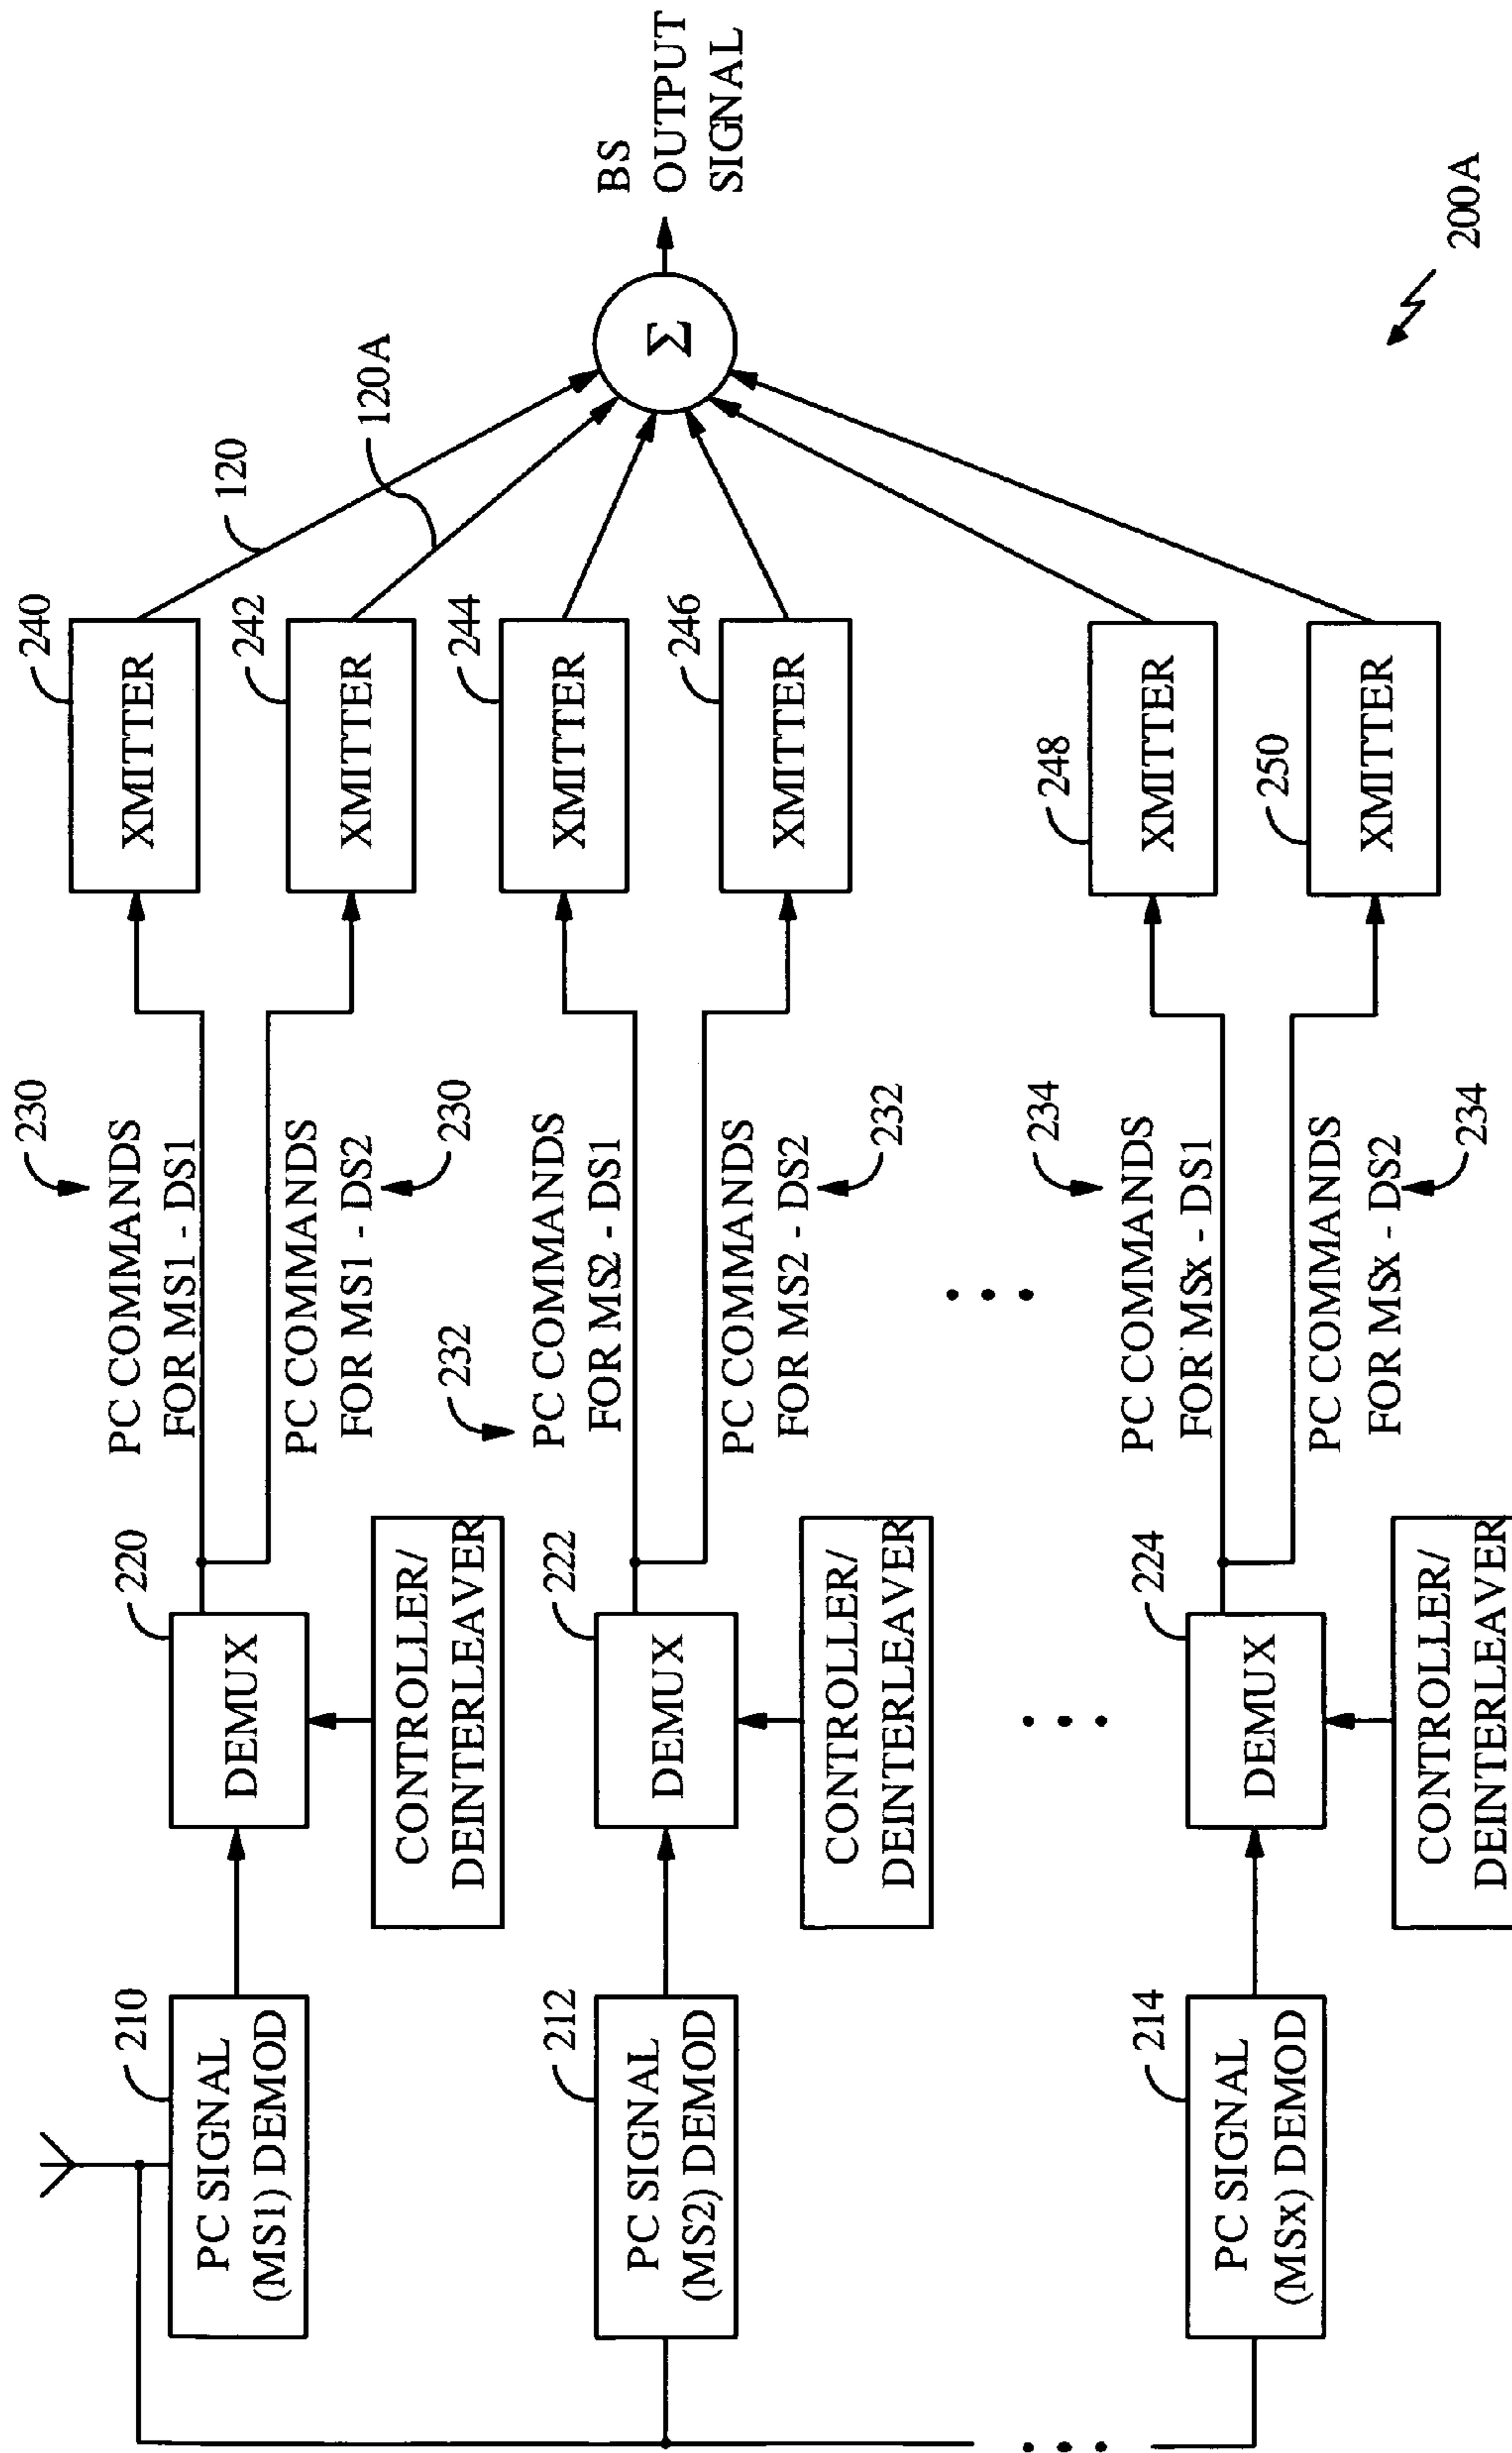 210
PC SIGNAL
(MS1) DEMOD
220
DEMUX
CONTROLLER/
DEINTERLEAVER
230
PC COMMANDS
FOR MS1 - DS1
PC COMMANDS
FOR MS1 - DS2
230
240
XMITTER
242
XMITTER
120
120A
212
PC SIGNAL
(MS2) DEMOD
222
DEMUX
CONTROLLER/
DEINTERLEAVER
232
PC COMMANDS
FOR MS2 - DS1
PC COMMANDS
FOR MS2 - DS2
232
244
XMITTER
246
XMITTER
Σ
BS
OUTPUT
SIGNAL
214
PC SIGNAL
(MSx) DEMOD
224
DEMUX
CONTROLLER/
DEINTERLEAVER
234
PC COMMANDS
FOR MSx - DS1
PC COMMANDS
FOR MSx - DS2
234
248
XMITTER
250
XMITTER
200A